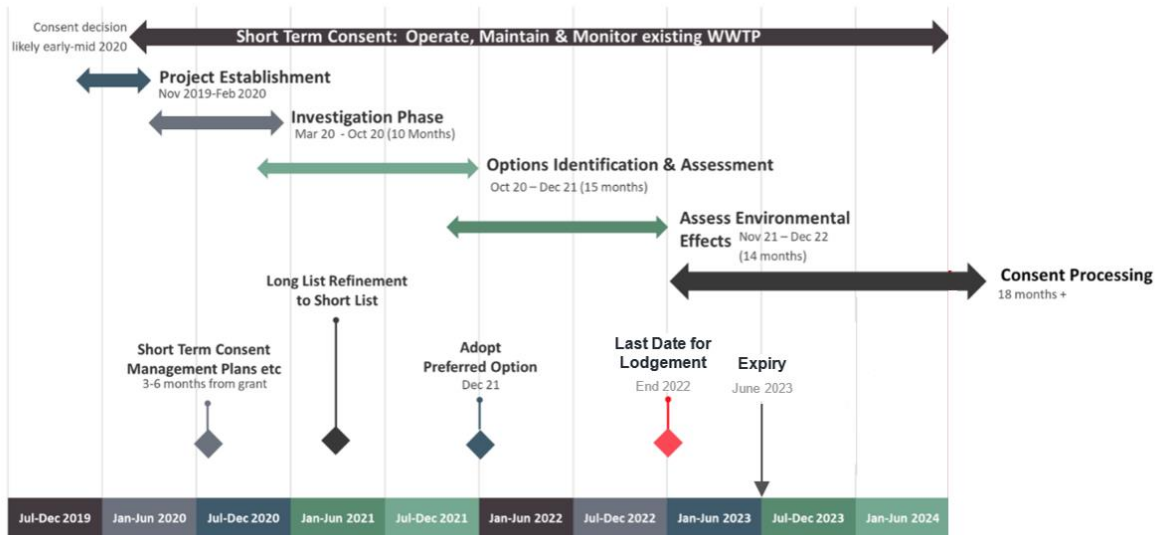 Consent decision
likely early-mid 2020
Short Term Consent: Operate, Maintain & Monitor existing WWTP
Project Establishment
Nov 2019-Feb 2020
Investigation Phase
Mar 20 - Oct 20 (10 Months)
Options Identification & Assessment
Oct 20 – Dec 21 (15 months)
Assess Environmental
Effects Nov 21 – Dec 22
(14 months)
Consent Processing
18 months +
Long List Refinement
to Short List
Short Term Consent
Management Plans etc
3-6 months from grant
Adopt
Preferred Option
Dec 21
Last Date for
Lodgement
End 2022
Expiry
June 2023
Jul-Dec 2019 Jan-Jun 2020 Jul-Dec 2020 Jan-Jun 2021 Jul-Dec 2021 Jan-Jun 2022 Jul-Dec 2022 Jan-Jun 2023 Jul-Dec 2023 Jan-Jun 2024